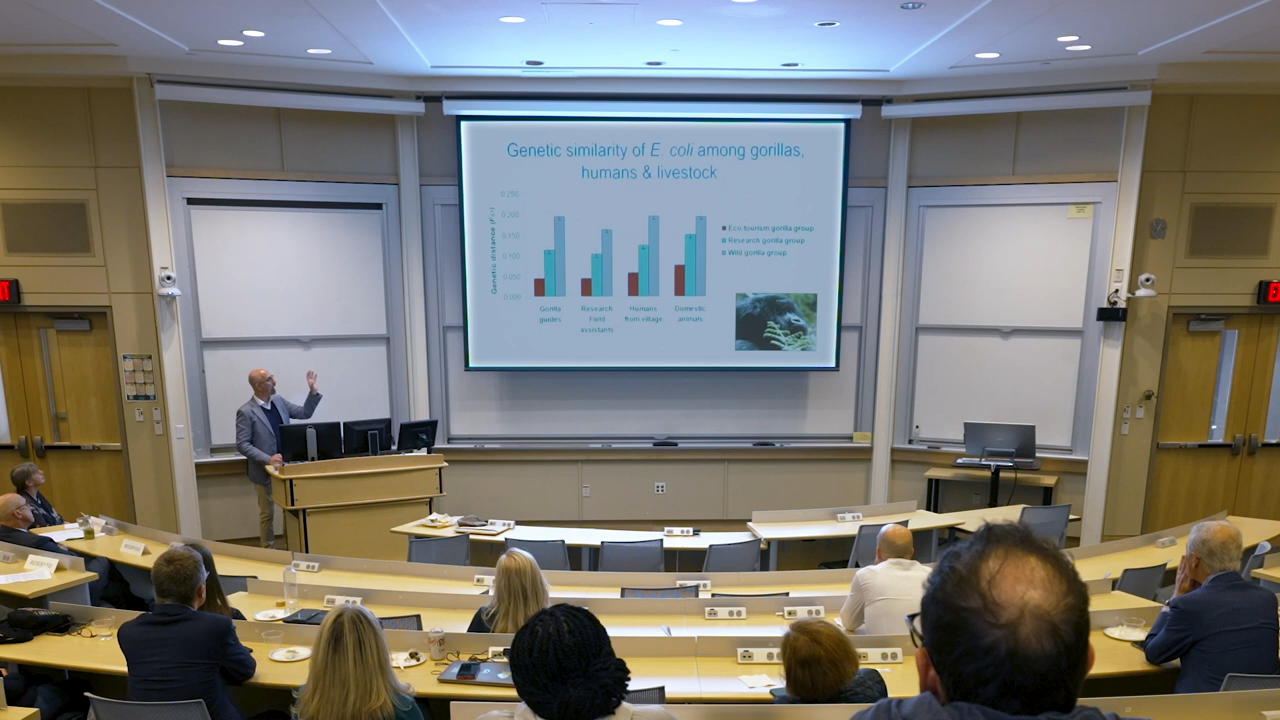 Genetic similarity of E. coli among gorillas,
humans & livestock
0.250
0.200
0.150
0.100
0.050
0.000
Genetic distance
Eco tourism gorilla group
Research gorilla group
Wild gorilla group
Gorilla
guides
Research
Field
assistants
Humans
from village
Domestic
animals